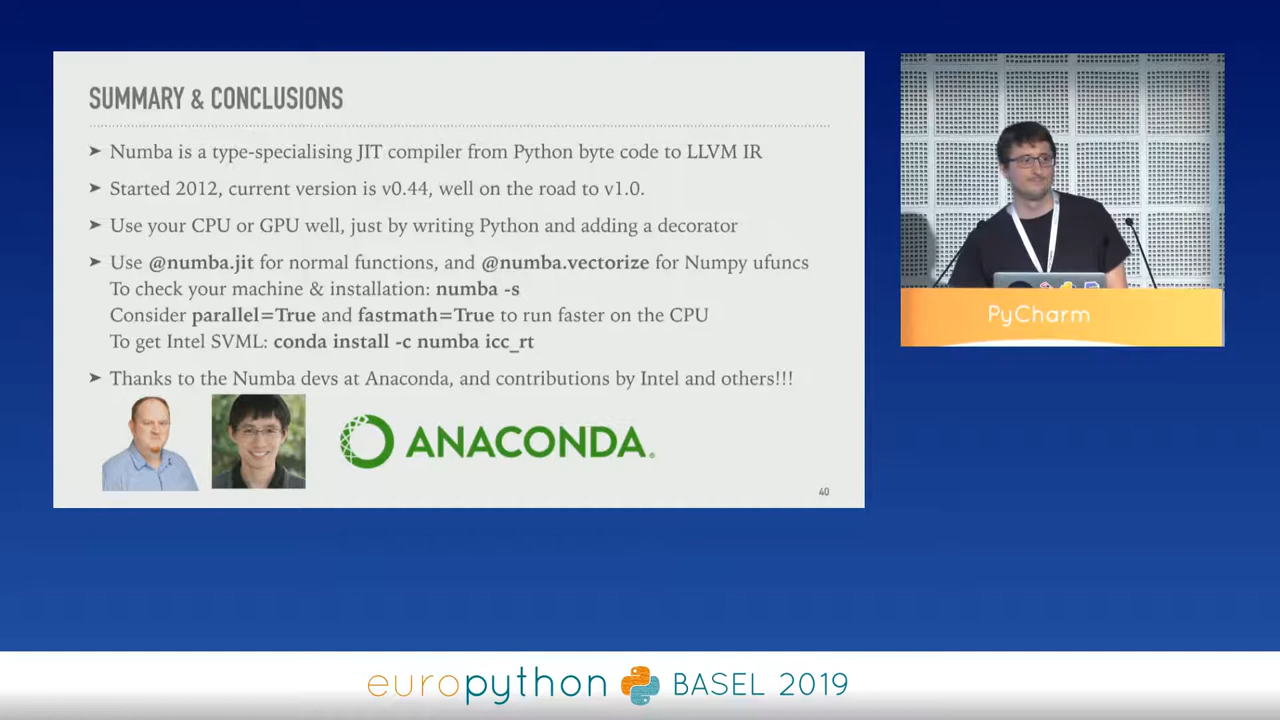 SUMMARY & CONCLUSIONS
➤ Numba is a type-specialising JIT compiler from Python byte code to LLVM IR
➤ Started 2012, current version is v0.44, well on the road to v1.0.
➤ Use your CPU or GPU well, just by writing Python and adding a decorator
➤ Use @numba.jit for normal functions, and @numba.vectorize for Numpy ufuncs
To check your machine & installation: numba -s
Consider parallel=True and fastmath=True to run faster on the CPU
To get Intel SVML: conda install -c numba icc_rt
➤ Thanks to the Numba devs at Anaconda, and contributions by Intel and others!!!
ANACONDA.
40
PyCharm
europython BASEL 2019